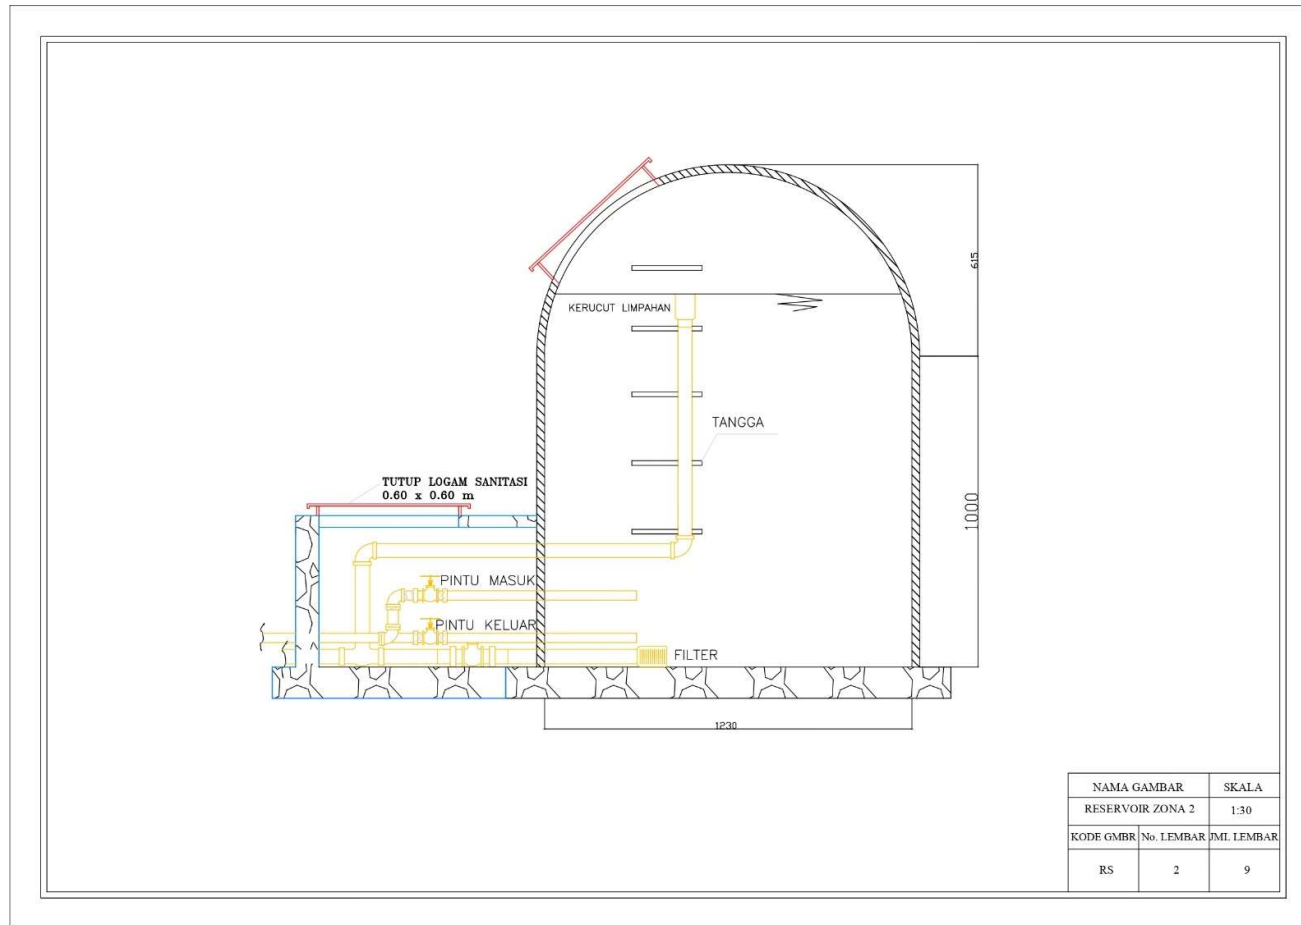 615
KERUCUT LIMPAHAN
TANGGA
TUTUP LOGAM SANITASI
0.60 x 0.60 m
1000
PINTU MASUK
PINTU KELUAR
FILTER
1230
NAMA GAMBAR SKALA
RESERVOIR ZONA 2 1:30
KODE GMBR No. LEMBAR JML LEMBAR
RS 2 9